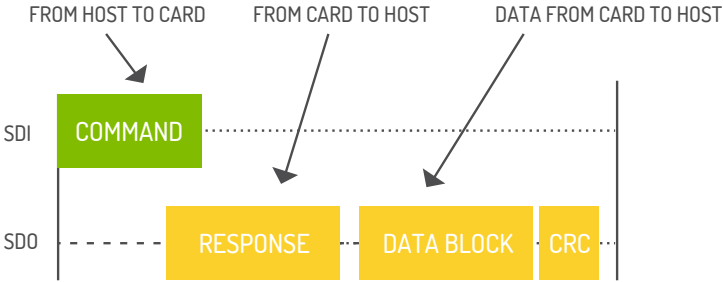 FROM HOST TO CARD
FROM CARD TO HOST
DATA FROM CARD TO HOST
SDI
COMMAND
SDO
RESPONSE
DATA BLOCK
CRC